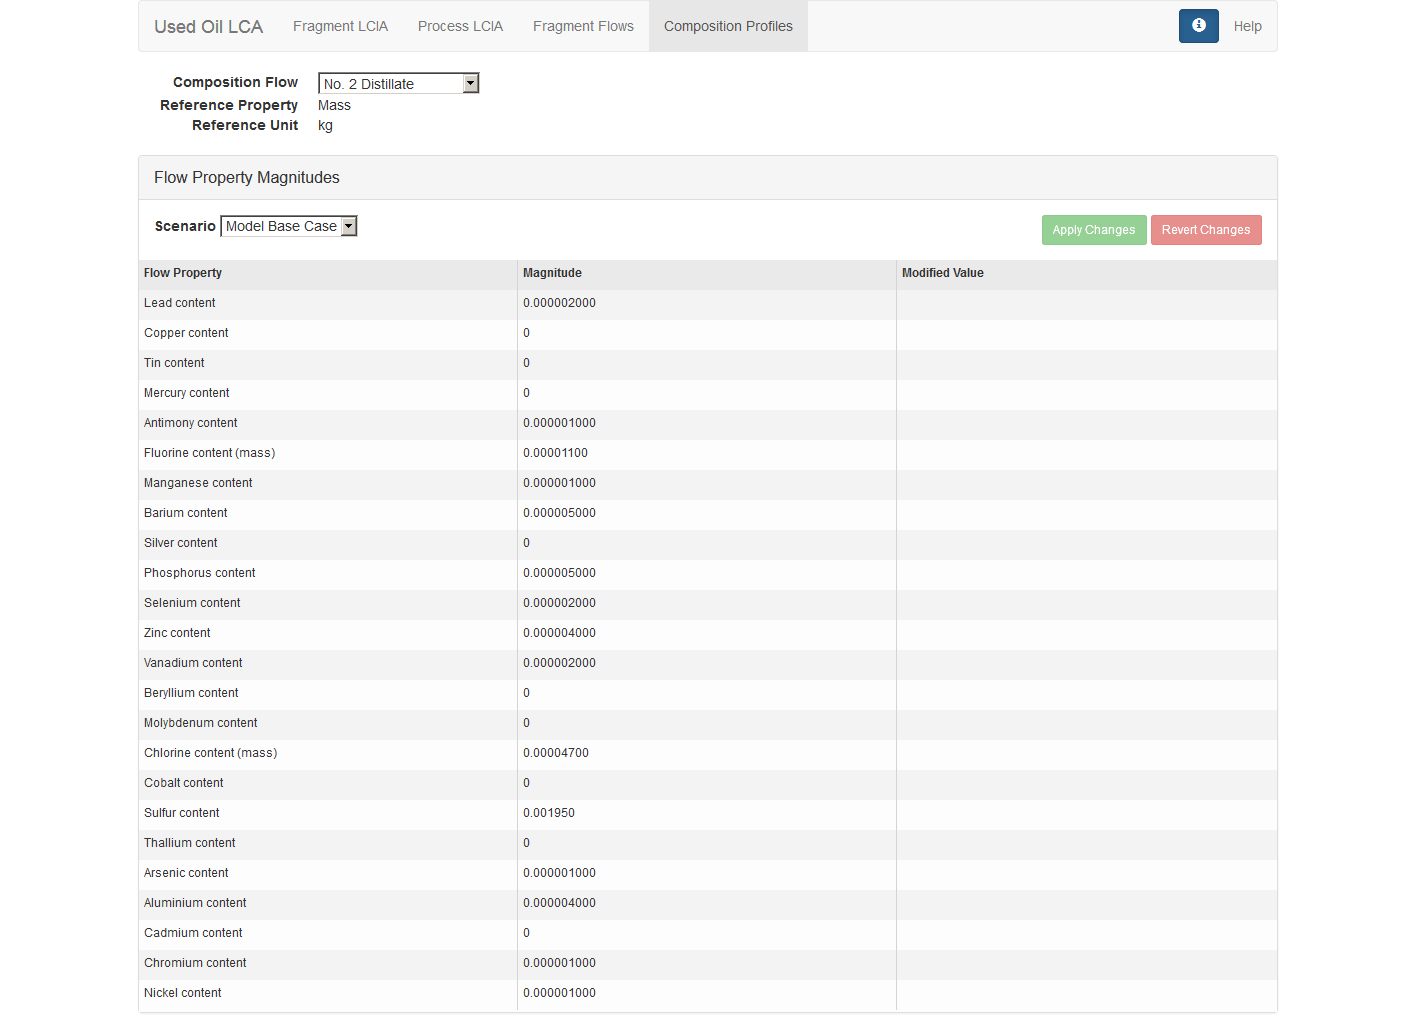 Used Oil LCA Fragment LCIA Process LCIA Fragment Flows Composition Profiles Help
Composition Flow No. 2 Distillate
Reference Property Mass
Reference Unit kg
Flow Property Magnitudes
Scenario Model Base Case Apply Changes Revert Changes
Flow Property Magnitude Modified Value
Lead content 0.000002000
Copper content 0
Tin content 0
Mercury content 0
Antimony content 0.000001000
Fluorine content (mass) 0.00001100
Manganese content 0.000001000
Barium content 0.000005000
Silver content 0
Phosphorus content 0.000005000
Selenium content 0.000002000
Zinc content 0.000004000
Vanadium content 0.000002000
Beryllium content 0
Molybdenum content 0
Chlorine content (mass) 0.00004700
Cobalt content 0
Sulfur content 0.001950
Thallium content 0
Arsenic content 0.000001000
Aluminium content 0.000004000
Cadmium content 0
Chromium content 0.000001000
Nickel content 0.000001000